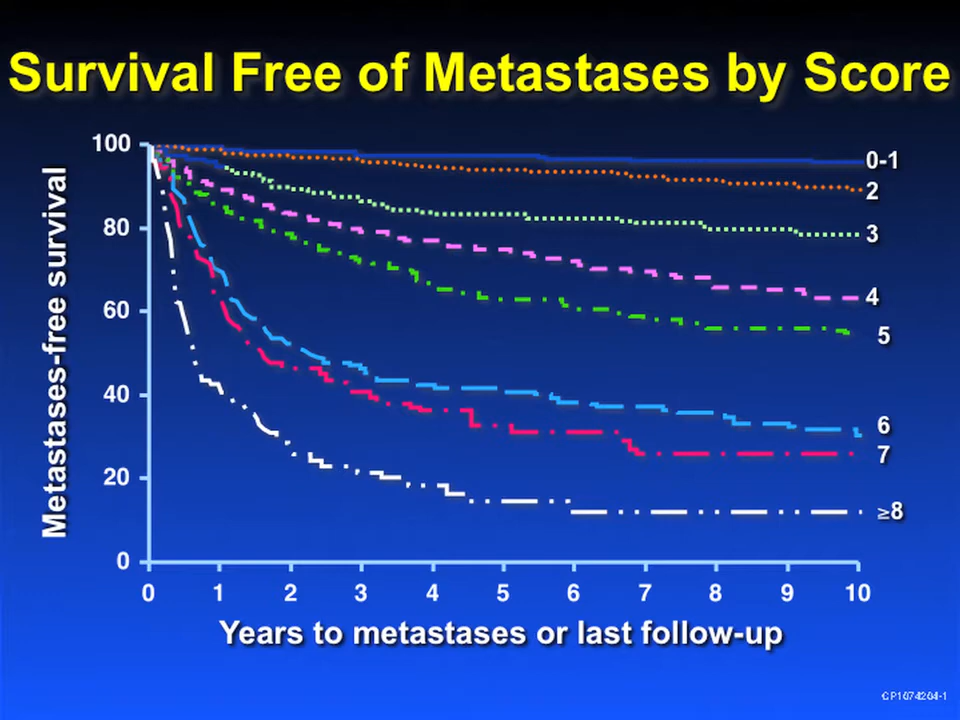 Survival Free of Metastases by Score
Metastases-free survival
100
80
60
40
20
0
0-1
2
3
4
5
6
7
≥8
0 1 2 3 4 5 6 7 8 9 10
Years to metastases or last follow-up
CP1074264-1